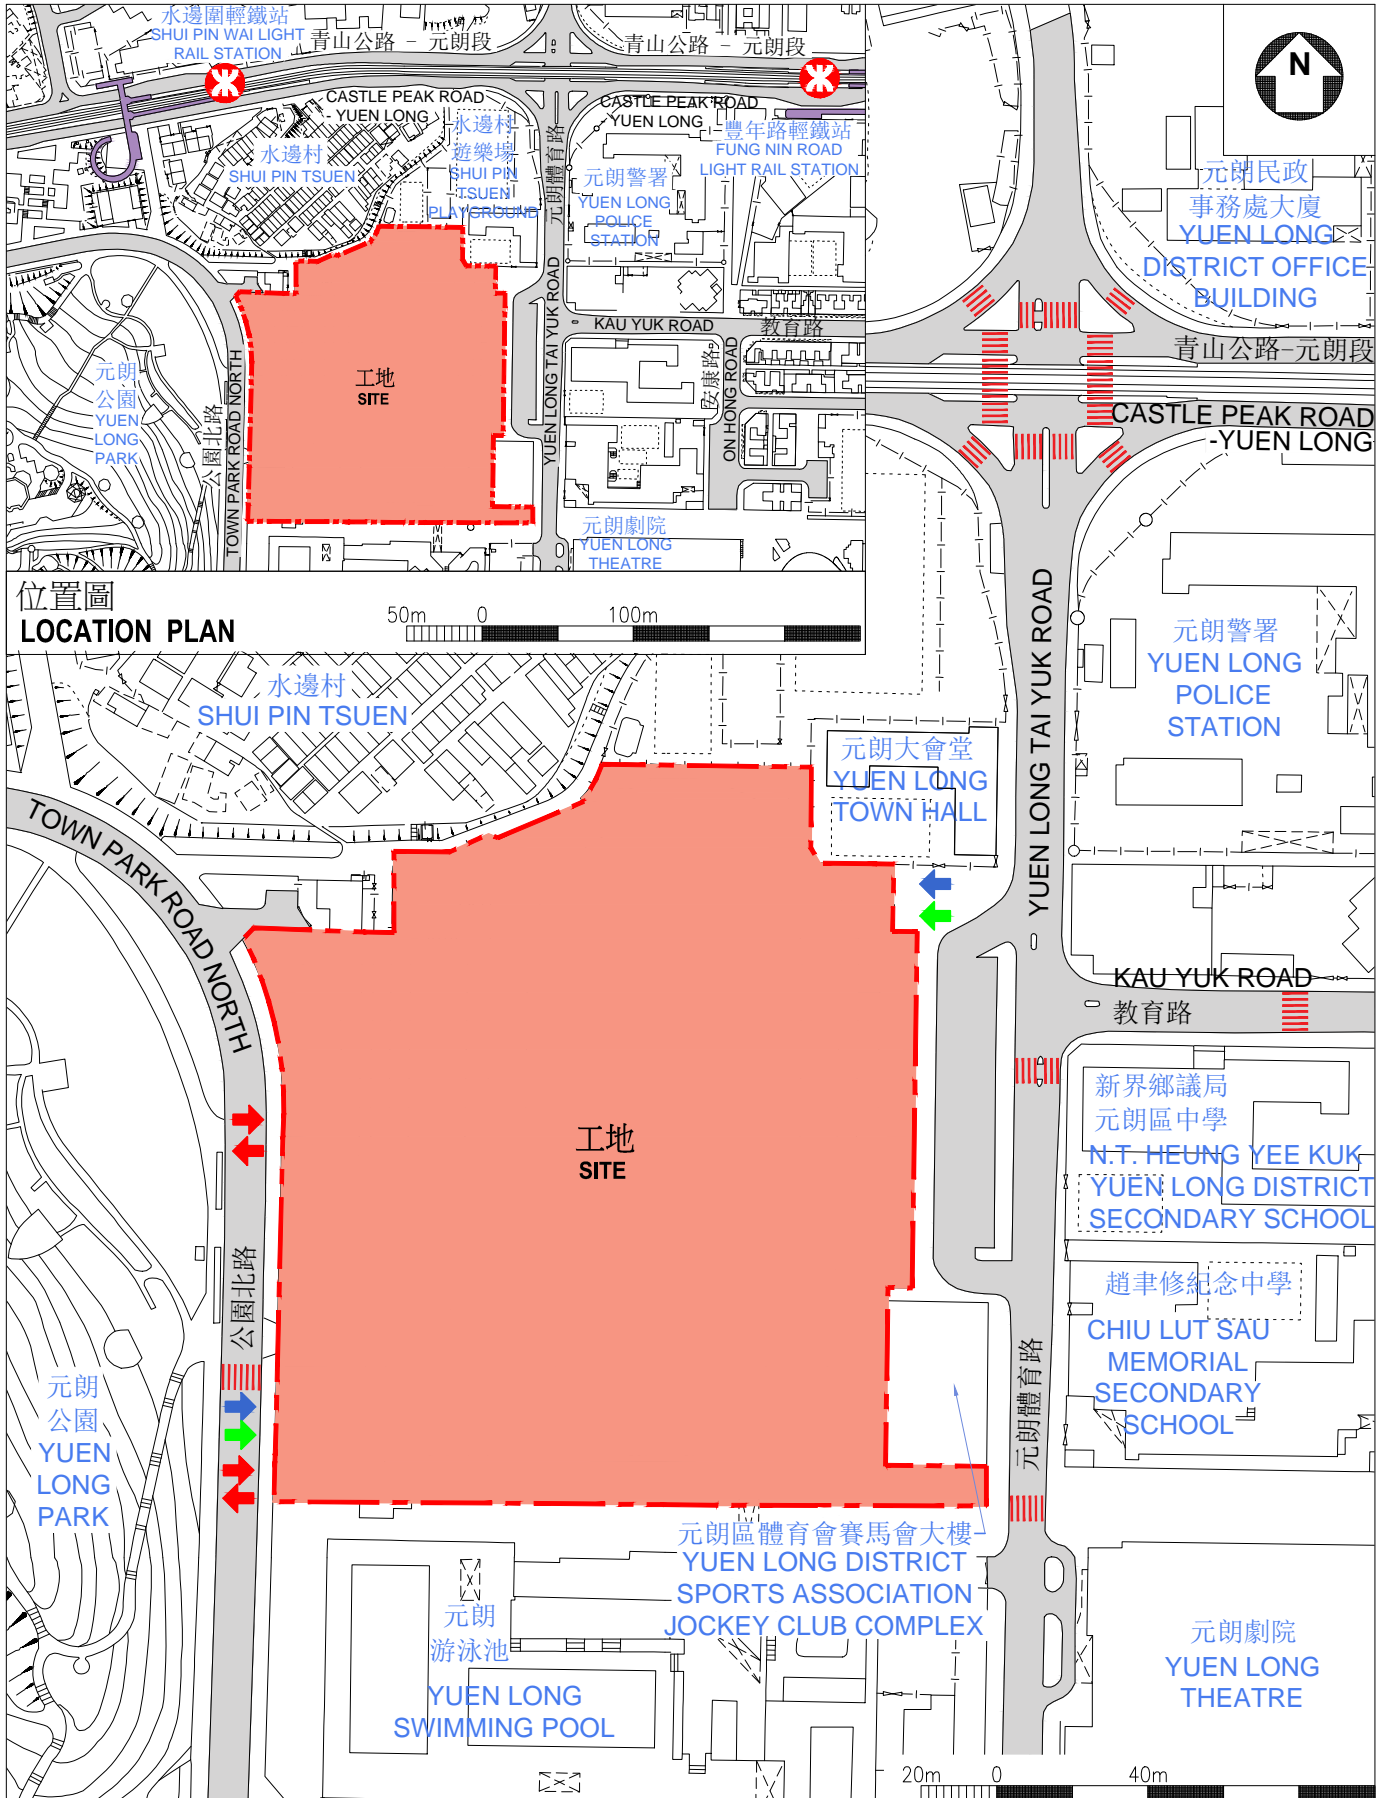 水邊圍輕鐵站
SHUI PIN WAI LIGHT
RAIL STATION
青山公路 - 元朗段
青山公路 - 元朗段
CASTLE PEAK ROAD
- YUEN LONG
CASTLE PEAK ROAD
- YUEN LONG
水邊村
SHUI PIN TSUEN
水邊村
遊樂場
SHUI PIN
TSUEN
PLAYGROUND
元朗體育路
YUEN LONG TAI YUK ROAD
元朗警署
YUEN LONG
POLICE
STATION
豐年路輕鐵站
FUNG NIN ROAD
LIGHT RAIL STATION
KAU YUK ROAD
教育路
安康路
ON HONG ROAD
元朗
公園
YUEN
LONG
PARK
公園北路
TOWN PARK ROAD NORTH
工地
SITE
元朗劇院
YUEN LONG
THEATRE
位置圖
LOCATION PLAN
50m 0 100m
N
元朗民政
事務處大廈
YUEN LONG
DISTRICT OFFICE
BUILDING
青山公路-元朗段
CASTLE PEAK ROAD
-YUEN LONG
水邊村
SHUI PIN TSUEN
元朗大會堂
YUEN LONG
TOWN HALL
YUEN LONG TAI YUK ROAD
元朗警署
YUEN LONG
POLICE
STATION
TOWN PARK ROAD NORTH
KAU YUK ROAD
教育路
工地
SITE
新界鄉議局
元朗區中學
N.T. HEUNG YEE KUK
YUEN LONG DISTRICT
SECONDARY SCHOOL
公園北路
趙聿修紀念中學
CHIU LUT SAU
MEMORIAL
SECONDARY
SCHOOL
元朗體育路
元朗
公園
YUEN
LONG
PARK
元朗區體育會賽馬會大樓
YUEN LONG DISTRICT
SPORTS ASSOCIATION
JOCKEY CLUB COMPLEX
元朗
游泳池
YUEN LONG
SWIMMING POOL
元朗劇院
YUEN LONG
THEATRE
20m 0 40m